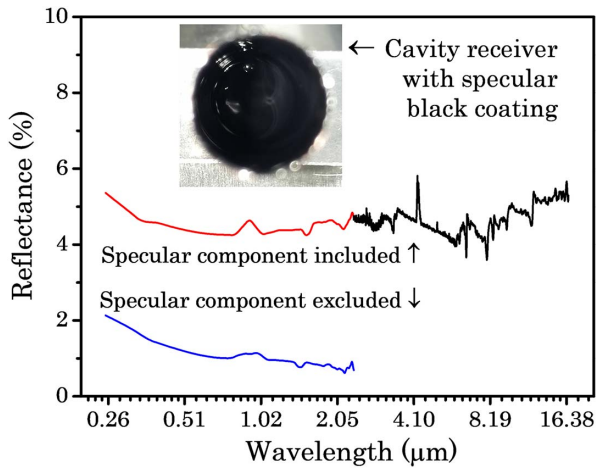 10
8
6
4
2
0
Reflectance (%)
← Cavity receiver
with specular
black coating
Specular component included ↑
Specular component excluded ↓
0.26 0.51 1.02 2.05 4.10 8.19 16.38
Wavelength (μm)